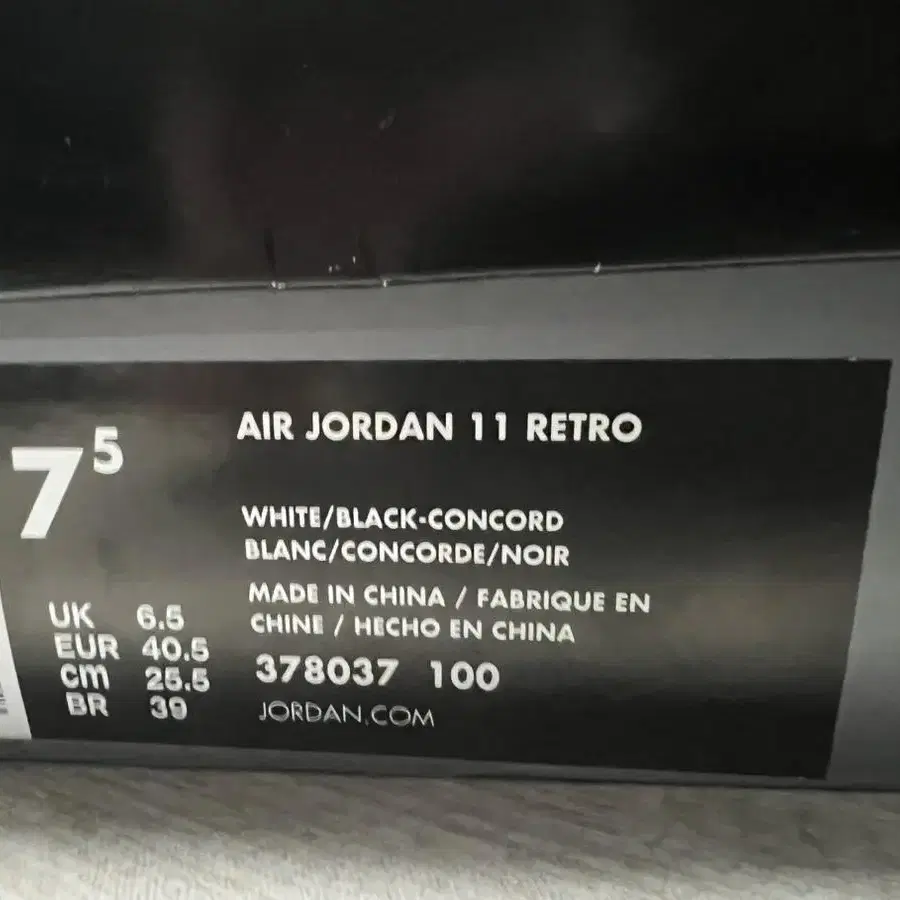 7⁵
UK 6.5
EUR 40.5
cm 25.5
BR 39
AIR JORDAN 11 RETRO
WHITE/BLACK-CONCORD
BLANC/CONCORDE/NOIR
MADE IN CHINA / FABRIQUE EN
CHINE / HECHO EN CHINA
378037 100
JORDAN.COM